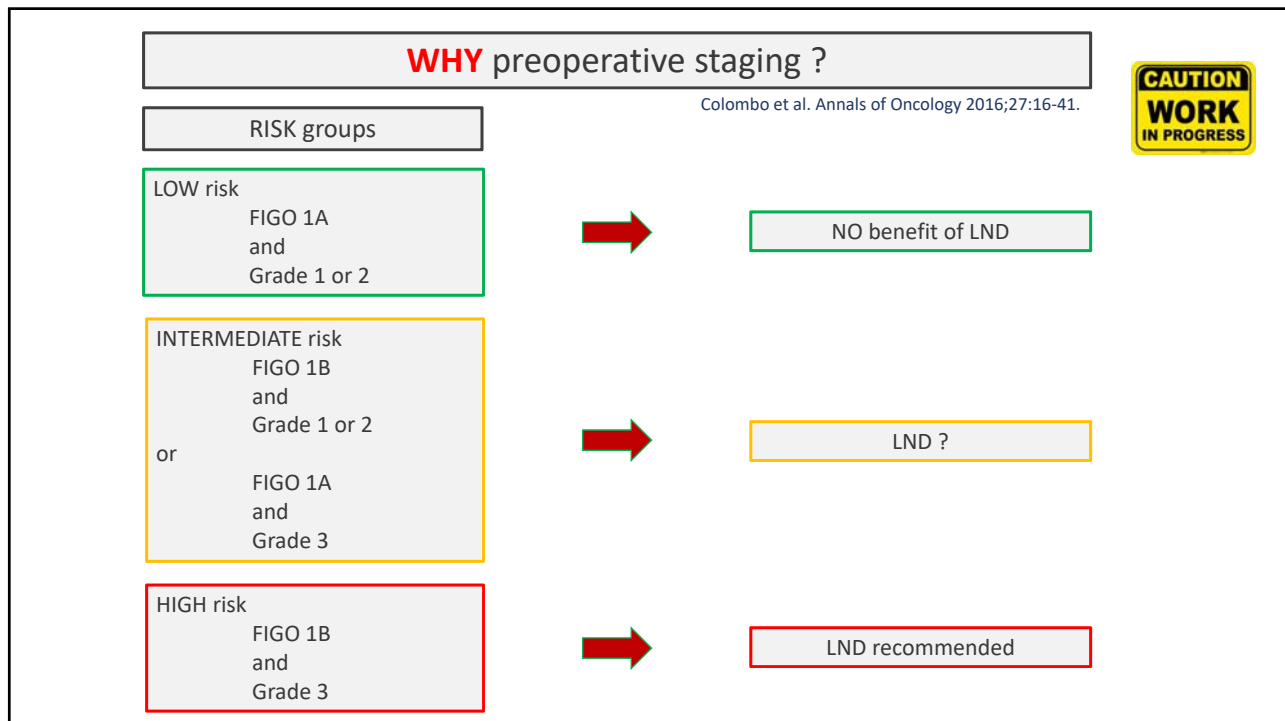 WHY preoperative staging ?
Colombo et al. Annals of Oncology 2016;27:16-41.
CAUTION
WORK
IN PROGRESS
RISK groups
LOW risk
FIGO 1A
and
Grade 1 or 2
NO benefit of LND
INTERMEDIATE risk
FIGO 1B
and
Grade 1 or 2
or
FIGO 1A
and
Grade 3
LND ?
HIGH risk
FIGO 1B
and
Grade 3
LND recommended